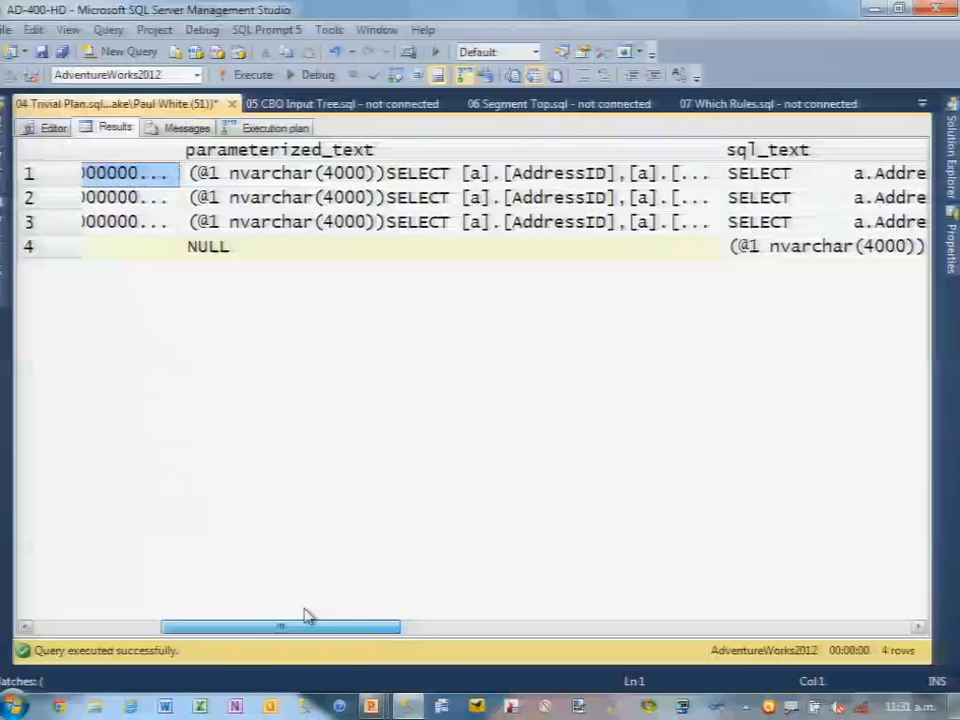 AD-400-HD - Microsoft SQL Server Management Studio
Edit View Query Project Debug SQL Prompt 5 Tools Window Help
New Query Default
AdventureWorks2012 Execute Debug
04 Trivial Plan.sql...ake\Paul White (51))* 05 CBO Input Tree.sql - not connected 06 Segment Top.sql - not connected 07 Which Rules.sql - not connected
Editor Results Messages Execution plan
parameterized_text sql_text
1 )00000... (@1 nvarchar(4000))SELECT [a].[AddressID],[a].[... SELECT a.Addre
2 )00000... (@1 nvarchar(4000))SELECT [a].[AddressID],[a].[... SELECT a.Addre
3 )00000... (@1 nvarchar(4000))SELECT [a].[AddressID],[a].[... SELECT a.Addre
4 NULL (@1 nvarchar(4000))
Solution Explorer
Properties
Query executed successfully. AdventureWorks2012 00:00:00 4 rows
atches: ( Ln 1 Col 1 INS
11:31 a.m.